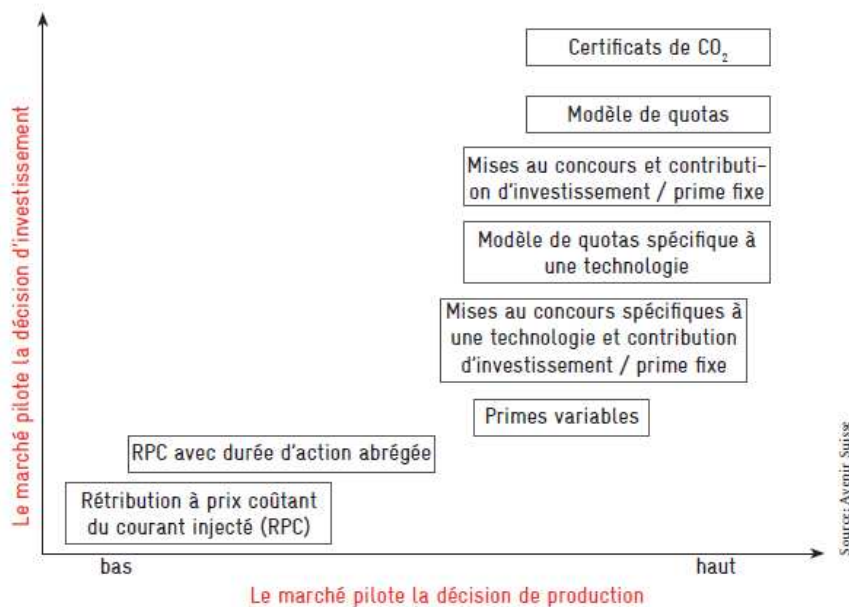 Certificats de CO₂
Modèle de quotas
Mises au concours et contributi-
on d'investissement / prime fixe
Modèle de quotas spécifique à
une technologie
Mises au concours spécifiques à
une technologie et contribution
d'investissement / prime fixe
Primes variables
RPC avec durée d'action abrégée
Rétribution à prix coûtant
du courant injecté (RPC)
Le marché pilote la décision d'investissement
bas
haut
Le marché pilote la décision de production
Source: Avenir Suisse